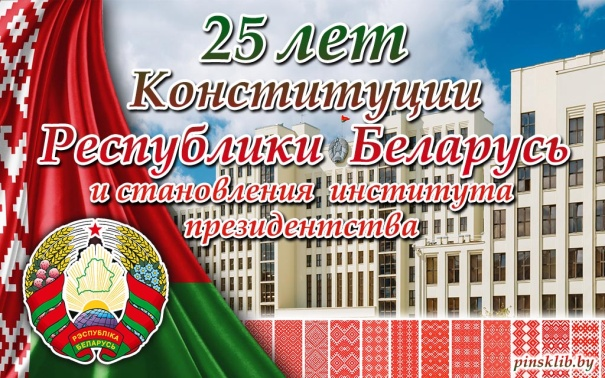 25 лет
Конституции
Республики Беларусь
и становления института
президентства
РЭСПУБЛІКА
БЕЛАРУСЬ
pinsklib.by